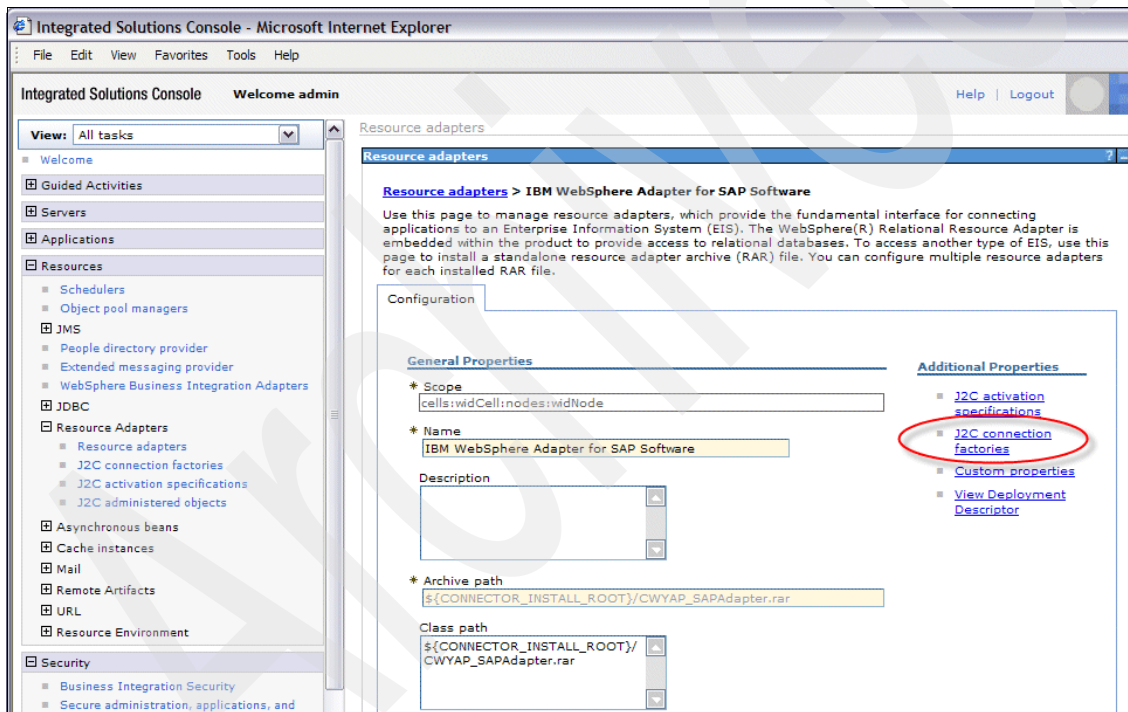 Integrated Solutions Console - Microsoft Internet Explorer
File Edit View Favorites Tools Help
Integrated Solutions Console Welcome admin
Help | Logout
View: All tasks
Welcome
Guided Activities
Servers
Applications
Resources
Schedulers
Object pool managers
JMS
People directory provider
Extended messaging provider
WebSphere Business Integration Adapters
JDBC
Resource Adapters
Resource adapters
J2C connection factories
J2C activation specifications
J2C administered objects
Asynchronous beans
Cache instances
Mail
Remote Artifacts
URL
Resource Environment
Security
Business Integration Security
Secure administration, applications, and
Resource adapters
Resource adapters ? -
Resource adapters > IBM WebSphere Adapter for SAP Software
Use this page to manage resource adapters, which provide the fundamental interface for connecting
applications to an Enterprise Information System (EIS). The WebSphere(R) Relational Resource Adapter is
embedded within the product to provide access to relational databases. To access another type of EIS, use this
page to install a standalone resource adapter archive (RAR) file. You can configure multiple resource adapters
for each installed RAR file.
Configuration
General Properties
* Scope
cells:widCell:nodes:widNode
* Name
IBM WebSphere Adapter for SAP Software
Description
* Archive path
${CONNECTOR_INSTALL_ROOT}/CWYAP_SAPAdapter.rar
Class path
${CONNECTOR_INSTALL_ROOT}/
CWYAP_SAPAdapter.rar
Additional Properties
J2C activation
specifications
J2C connection
factories
Custom properties
View Deployment
Descriptor